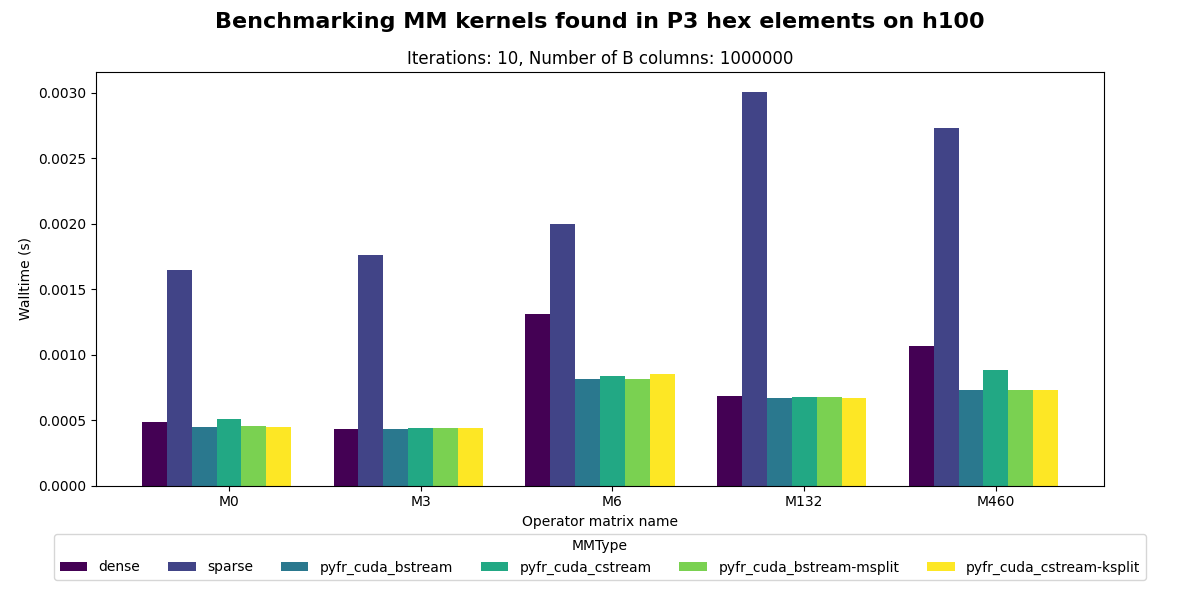 Benchmarking MM kernels found in P3 hex elements on h100
Iterations: 10, Number of B columns: 1000000
0.0030
0.0025
0.0020
0.0015
0.0010
0.0005
0.0000
Walltime (s)
M0 M3 M6 M132 M460
Operator matrix name
MMType
dense sparse pyfr_cuda_bstream pyfr_cuda_cstream pyfr_cuda_bstream-msplit pyfr_cuda_cstream-ksplit